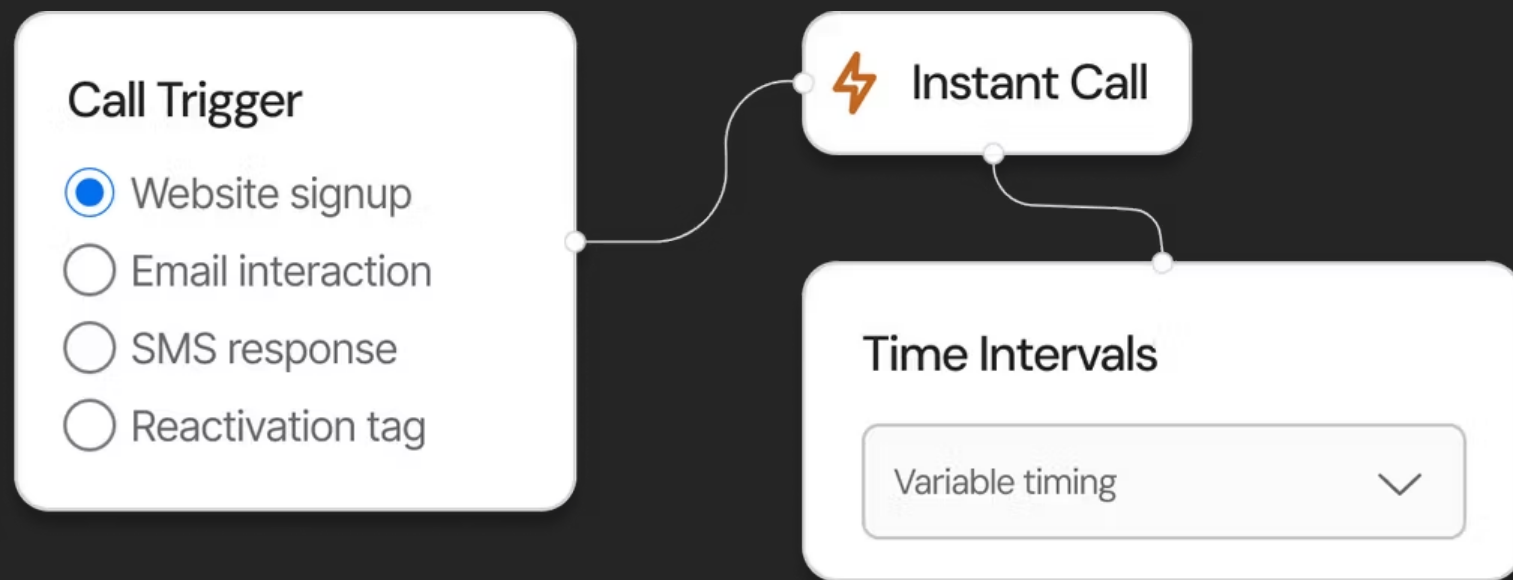 Call Trigger
Website signup
Email interaction
SMS response
Reactivation tag
Instant Call
Time Intervals
Variable timing